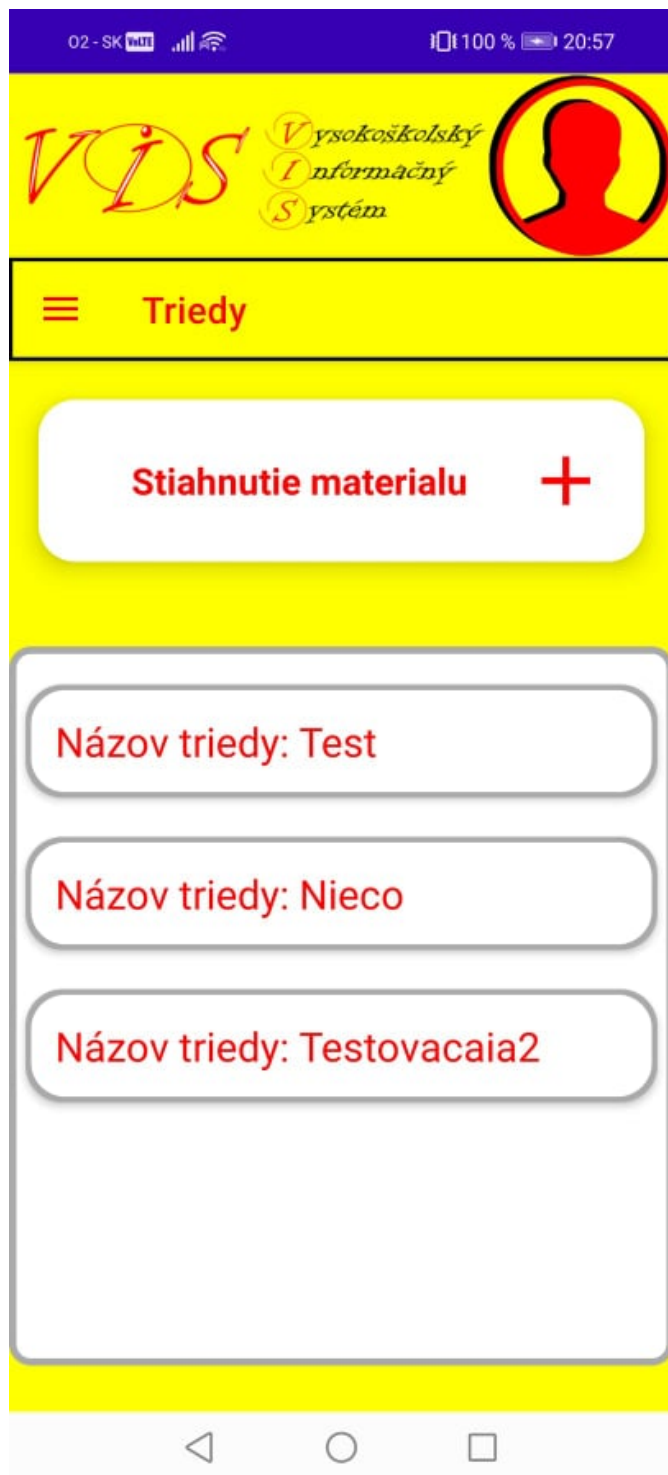 O2 - SK VoLTE 100 % 20:57
VIS
Vysokoškolský
Informačný
Systém
Triedy
Stiahnutie materialu
Názov triedy: Test
Názov triedy: Nieco
Názov triedy: Testovacaia2